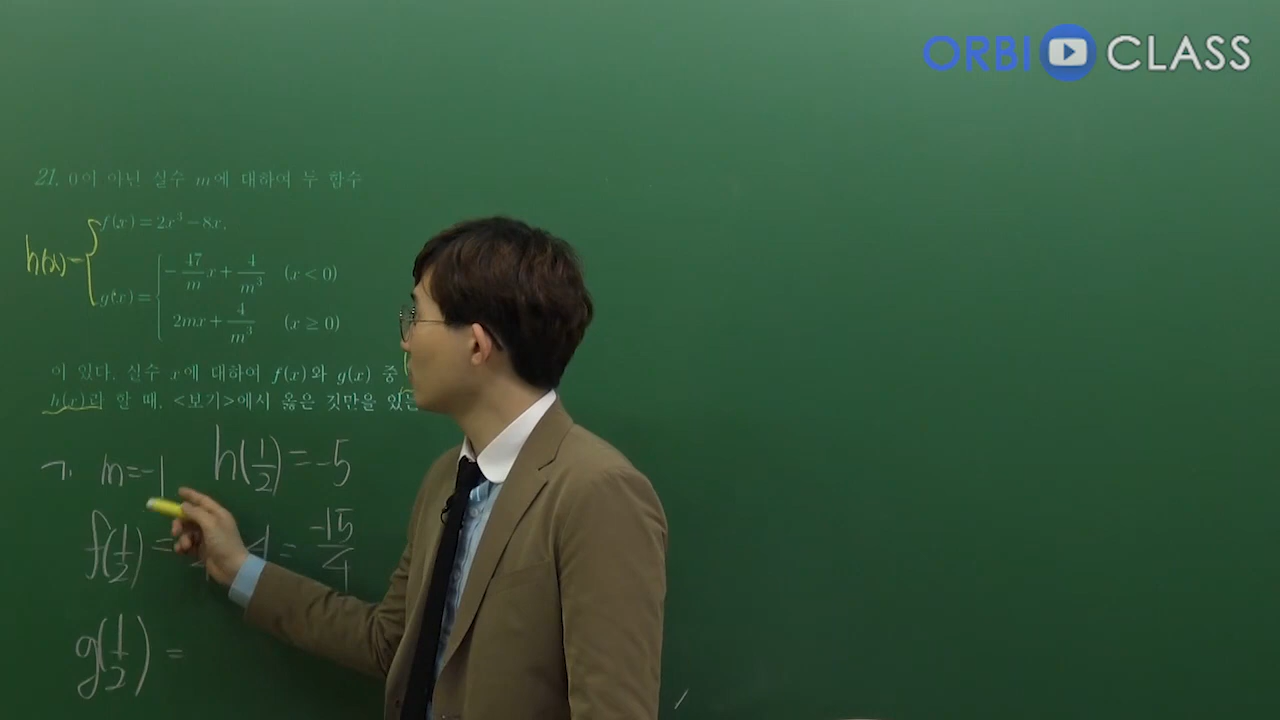 ORBI CLASS
21. 0이 아닌 실수 m에 대하여 두 함수
f(x) = 2x³ − 8x,
h(x) −
g(x) = { −47/m x + 4/m³ (x < 0)
2mx + 4/m³ (x ≥ 0)
이 있다. 실수 x에 대하여 f(x)와 g(x) 중
h(x)라 할 때, <보기>에서 옳은 것만을 있는
ㄱ. m = −1 h(1/2) = −5
f(1/2) = 4 = −15/4
g(1/2) =